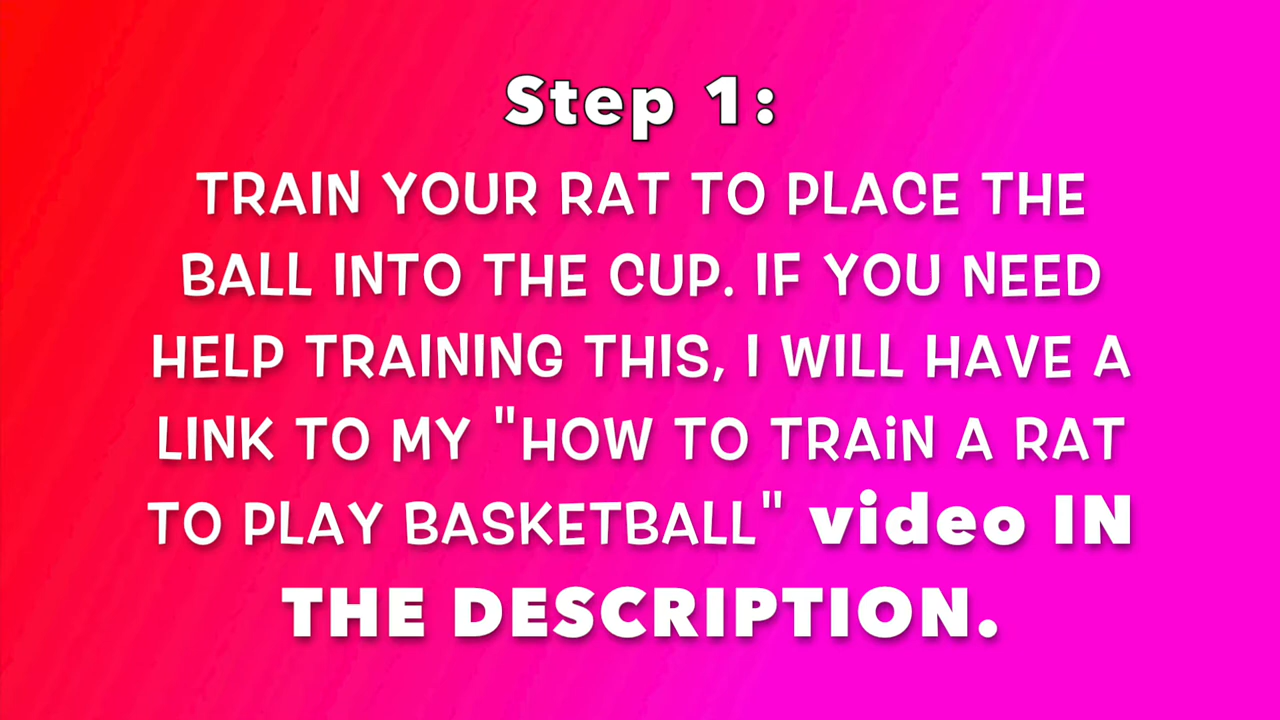 Step 1:
TRAIN YOUR RAT TO PLACE THE
BALL INTO THE CUP. IF YOU NEED
HELP TRAINING THIS, I WILL HAVE A
LINK TO MY "HOW TO TRAiN A RAT
TO PLAY BASKETBALL" video IN
THE DESCRIPTION.